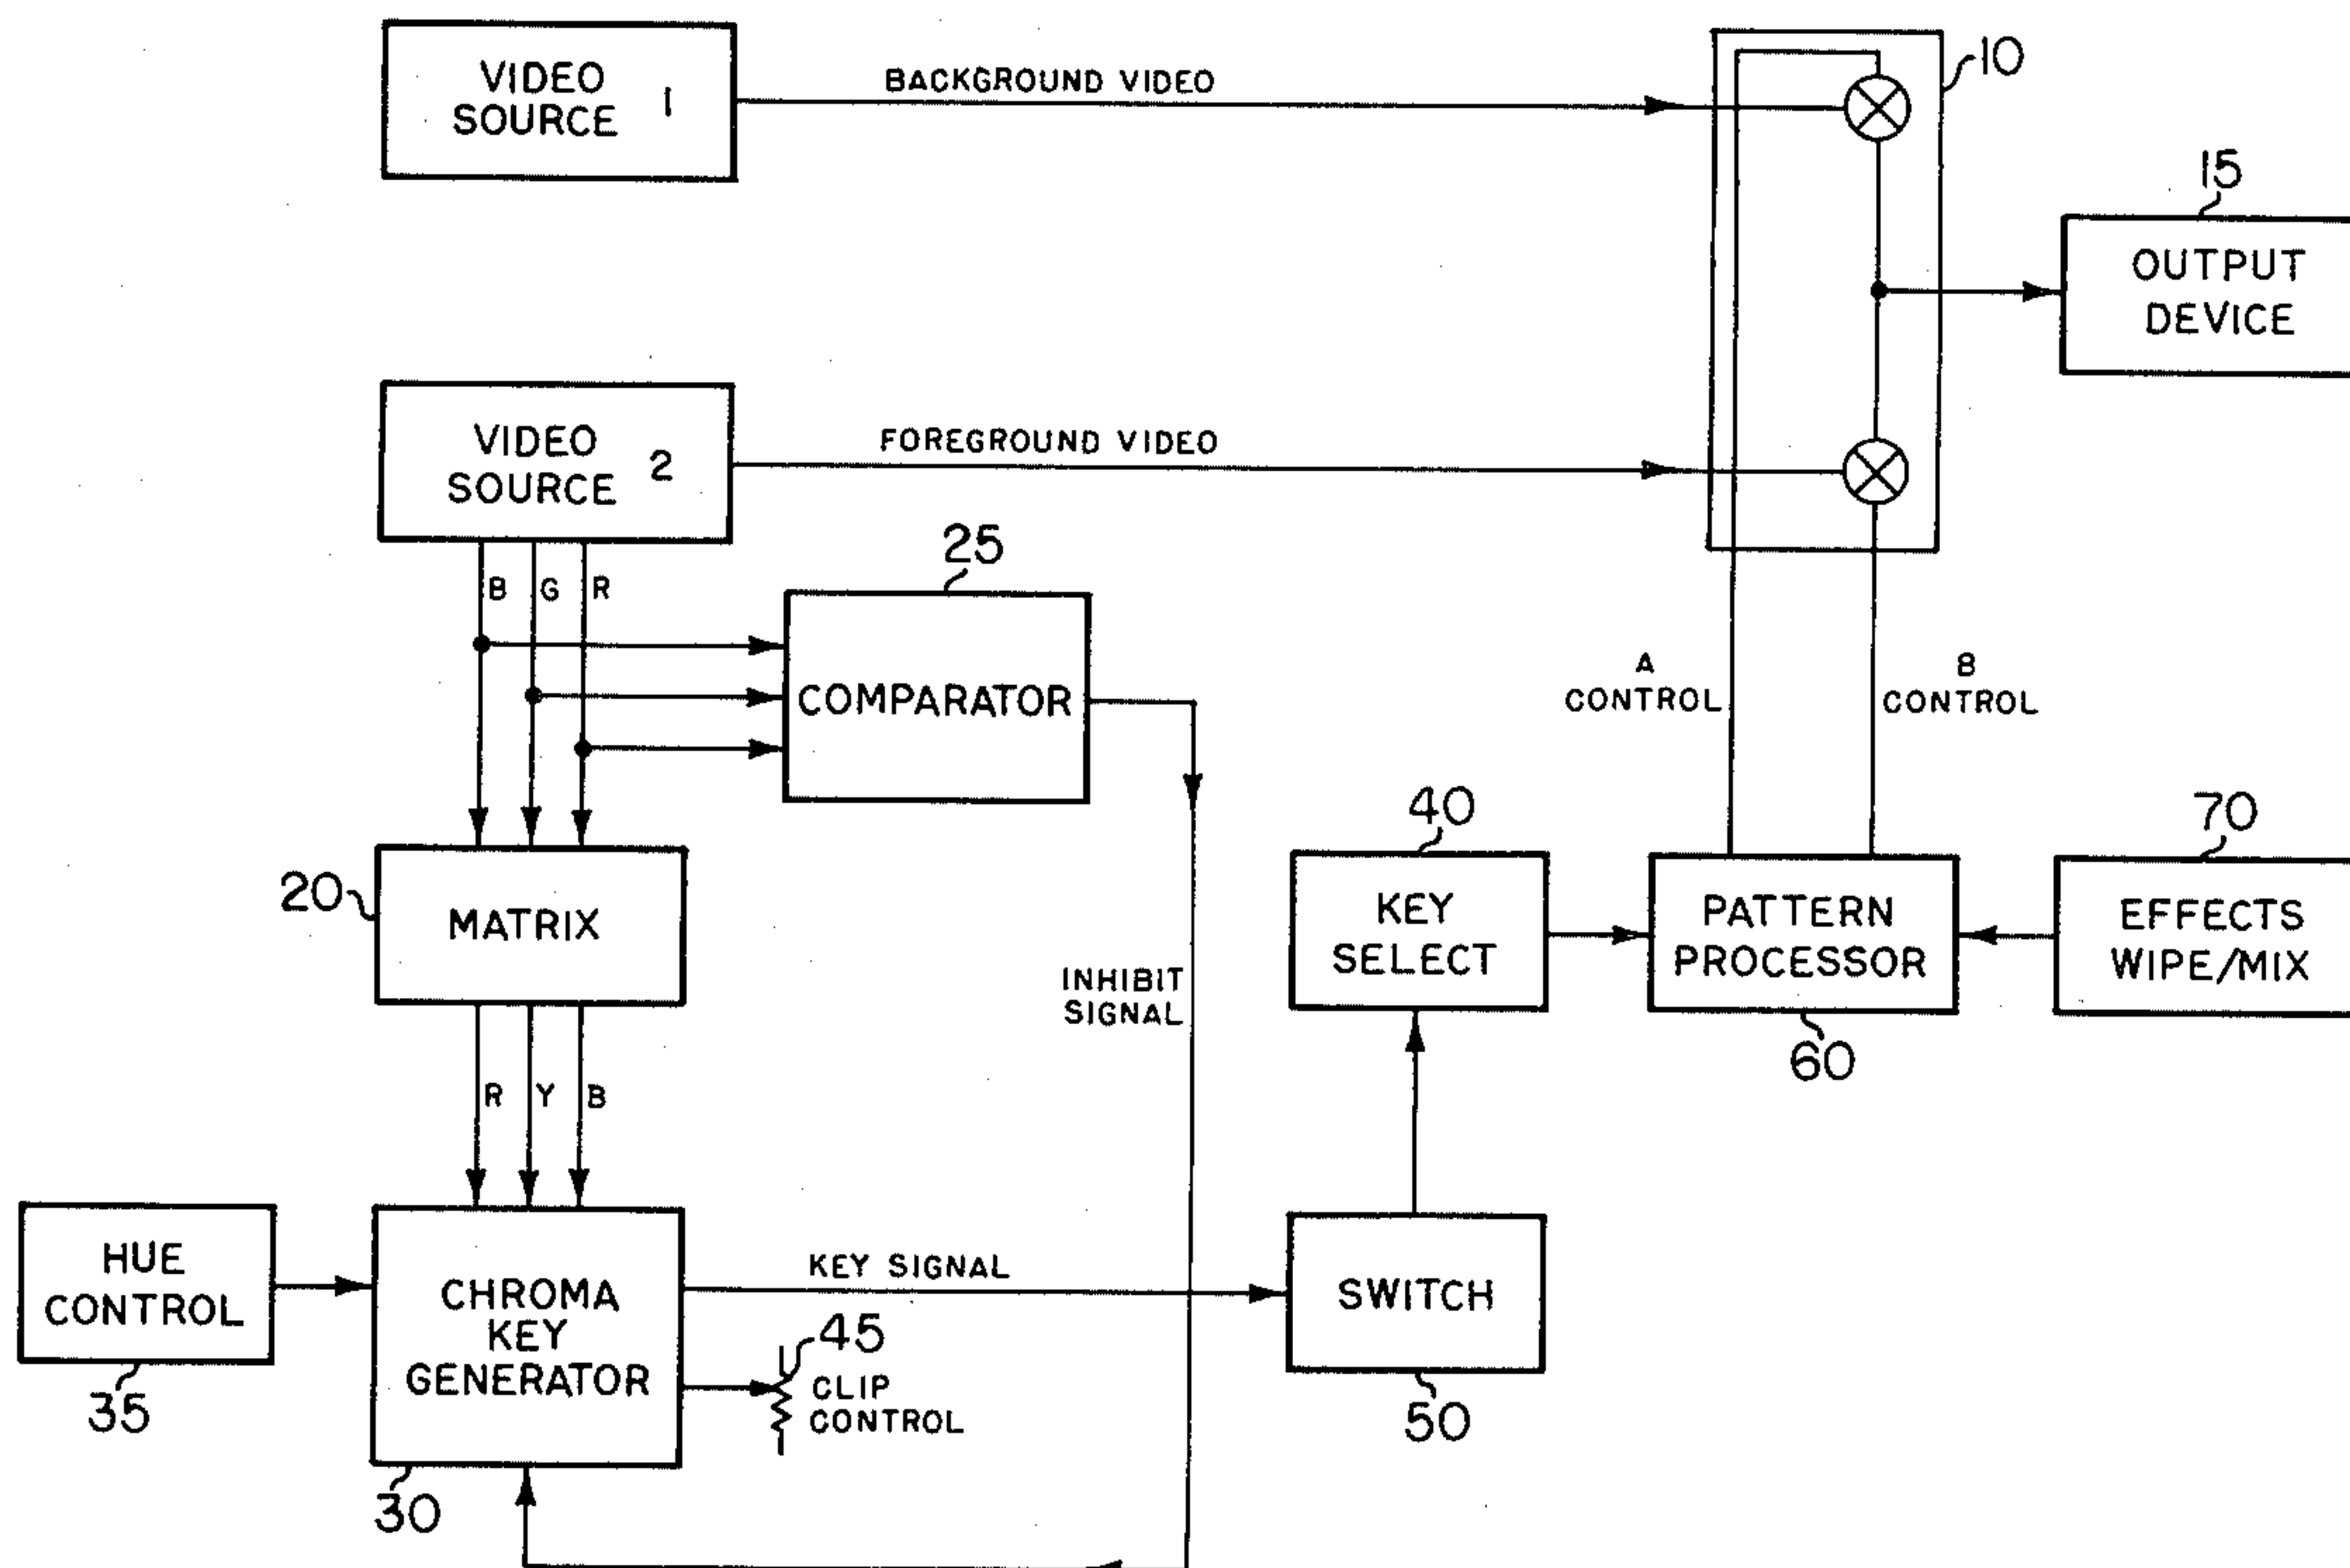 VIDEO
SOURCE 1
BACKGROUND VIDEO
10
15
OUTPUT
DEVICE
VIDEO
SOURCE 2
FOREGROUND VIDEO
B G R
25
COMPARATOR
A
CONTROL
B
CONTROL
20
MATRIX
INHIBIT
SIGNAL
40
KEY
SELECT
PATTERN
PROCESSOR
60
70
EFFECTS
WIPE/MIX
R Y B
HUE
CONTROL
35
CHROMA
KEY
GENERATOR
30
KEY SIGNAL
45
CLIP
CONTROL
SWITCH
50